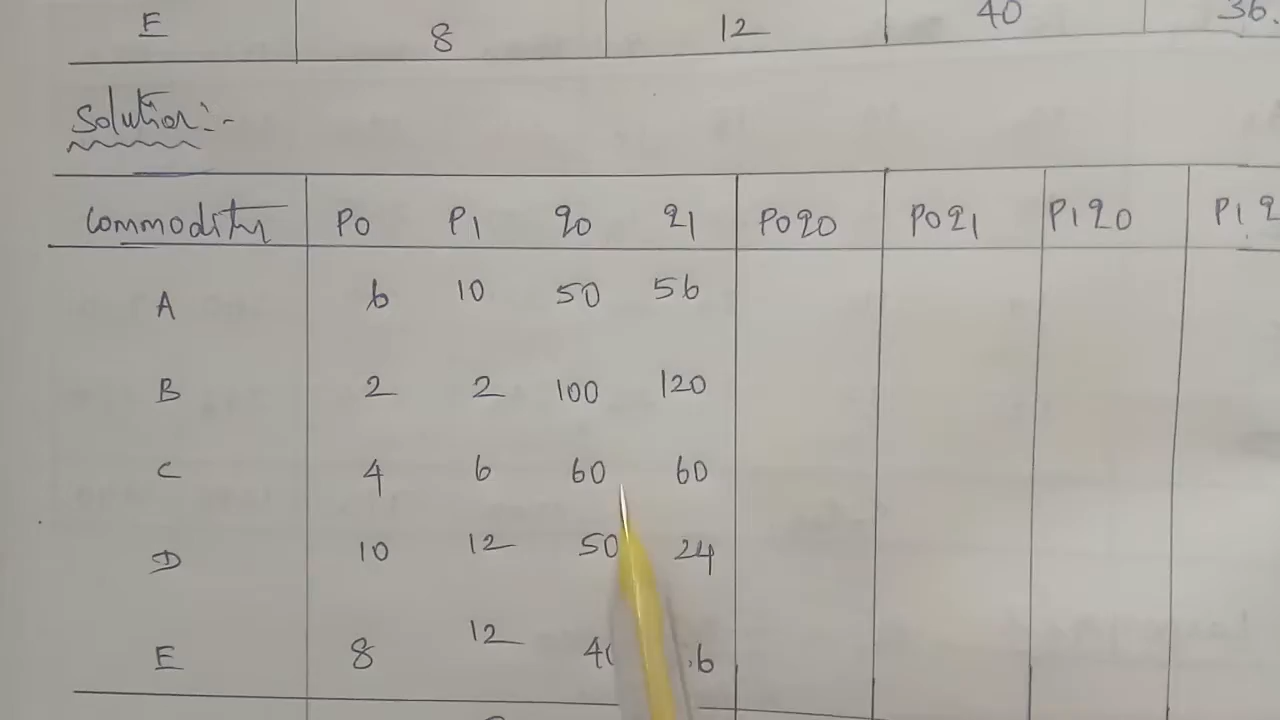 E 8 12 40 36.
Solution:-
Commodity P0 P1 q0 q1 P0q0 P0q1 P1q0 P1q
A 6 10 50 56
B 2 2 100 120
C 4 6 60 60
D 10 12 50 24
E 8 12